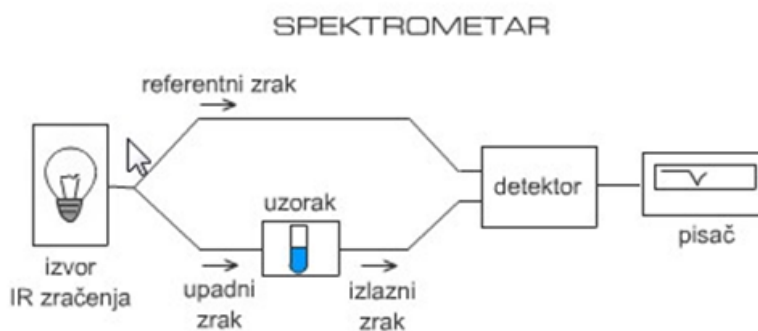 SPEKTROMETAR
referentni zrak
izvor
IR zračenja
uzorak
upadni
zrak
izlazni
zrak
detektor
pisač